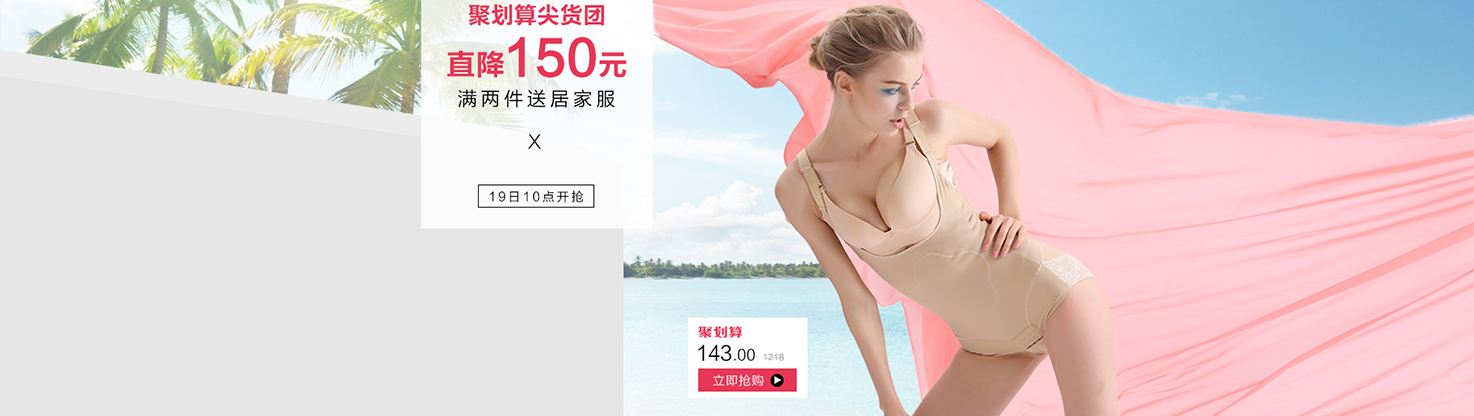 聚划算尖货团
直降150元
满两件送居家服
X
19日10点开抢
聚划算
143.00 1218
立即抢购